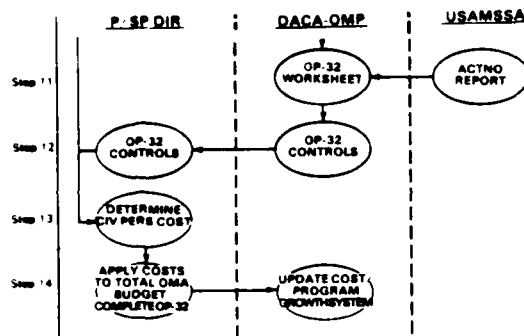 P/SP DIR
DACA-OMP
USAMSSA
Step 11
OP-32
WORKSHEET
ACTNO
REPORT
Step 12
OP-32
CONTROLS
OP-32
CONTROLS
Step 13
DETERMINE
CIV PERS COST
Step 14
APPLY COSTS
TO TOTAL OMA
BUDGET
COMPLETE OP-32
UPDATE COST
PROGRAM
GROWTH SYSTEM